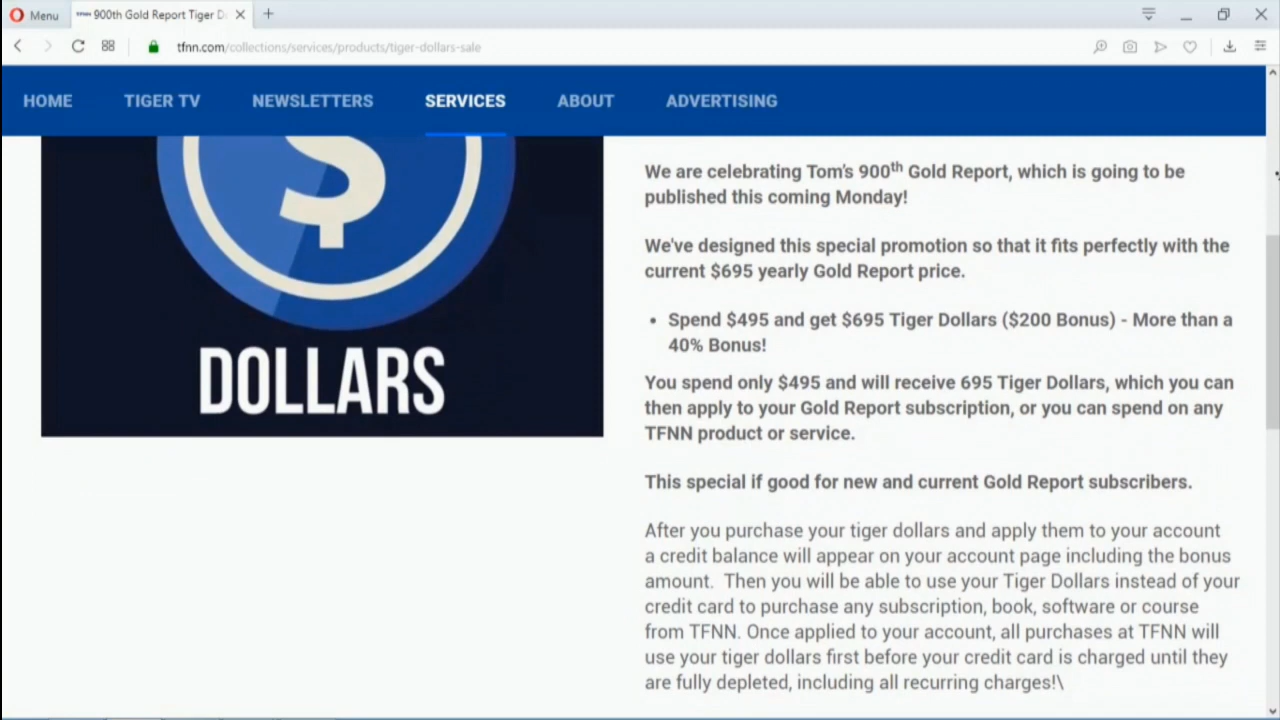 Menu
900th Gold Report Tiger D
tfnn.com/collections/services/products/tiger-dollars-sale
HOME TIGER TV NEWSLETTERS SERVICES ABOUT ADVERTISING
$
DOLLARS
We are celebrating Tom's 900th Gold Report, which is going to be
published this coming Monday!
We've designed this special promotion so that it fits perfectly with the
current $695 yearly Gold Report price.
• Spend $495 and get $695 Tiger Dollars ($200 Bonus) - More than a
40% Bonus!
You spend only $495 and will receive 695 Tiger Dollars, which you can
then apply to your Gold Report subscription, or you can spend on any
TFNN product or service.
This special if good for new and current Gold Report subscribers.
After you purchase your tiger dollars and apply them to your account
a credit balance will appear on your account page including the bonus
amount.  Then you will be able to use your Tiger Dollars instead of your
credit card to purchase any subscription, book, software or course
from TFNN. Once applied to your account, all purchases at TFNN will
use your tiger dollars first before your credit card is charged until they
are fully depleted, including all recurring charges!\